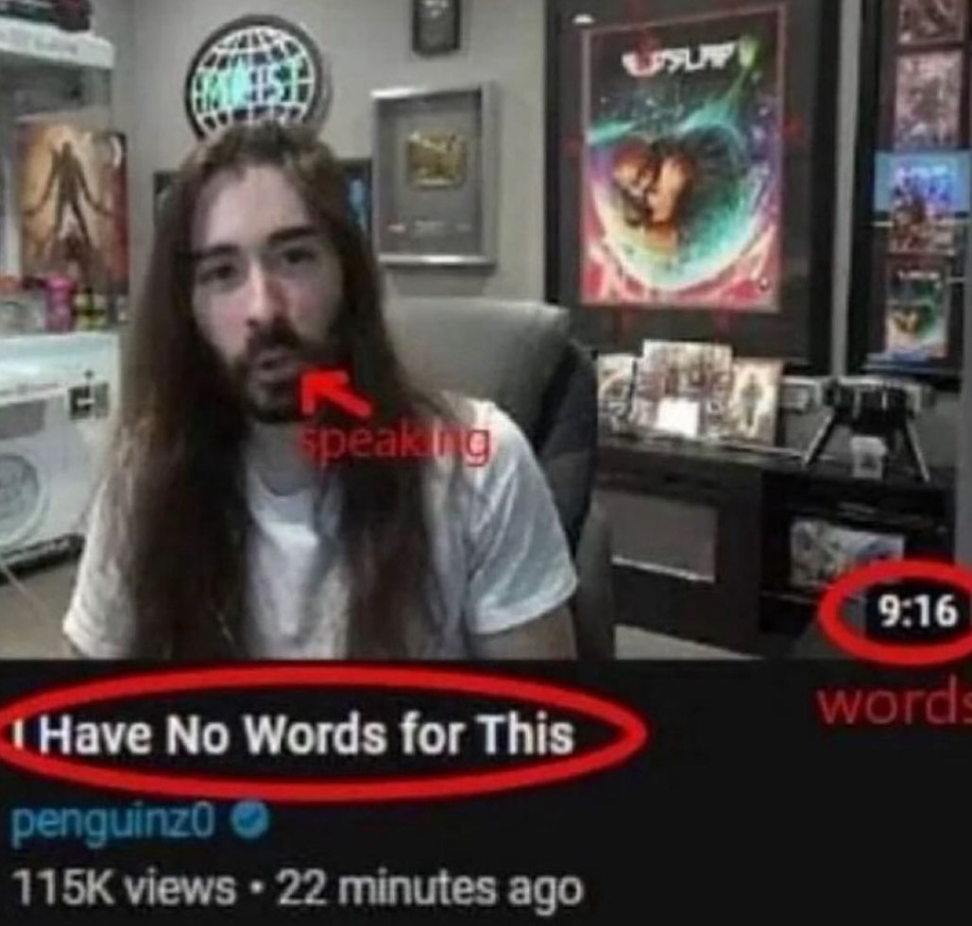 speaking
9:16
words
I Have No Words for This
penguinz0
115K views • 22 minutes ago